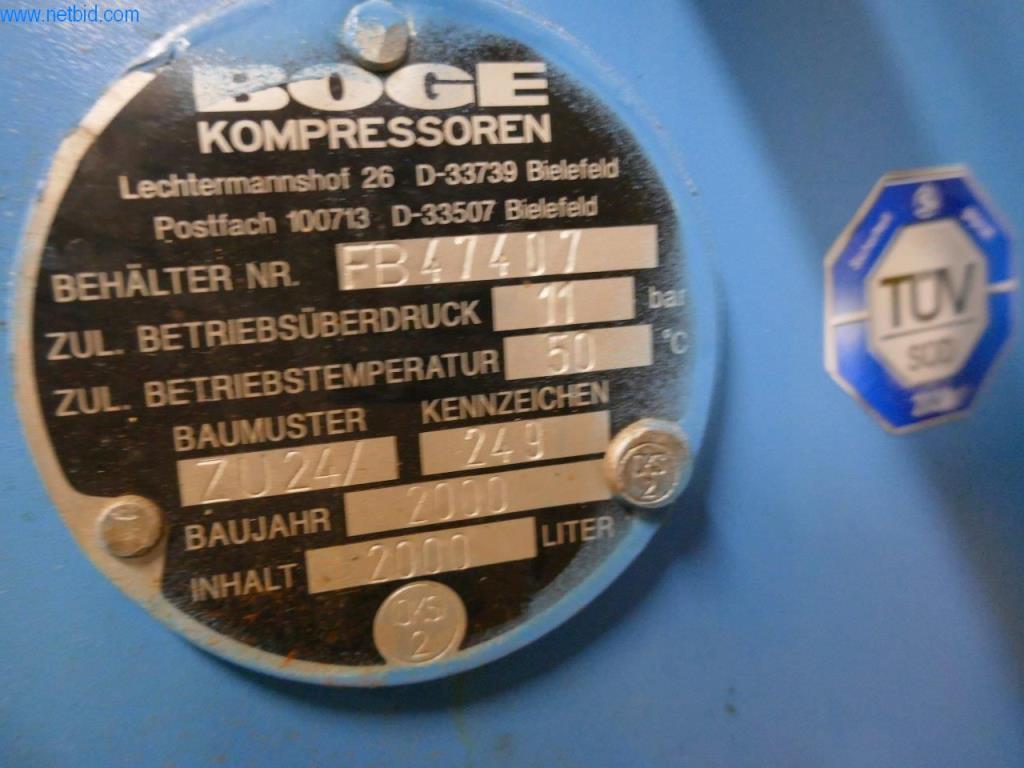 www.netbid.com
BOGE
KOMPRESSOREN
Lechtermannshof 26 D-33739 Bielefeld
Postfach 100713 D-33507 Bielefeld
BEHÄLTER NR. FB47407
ZUL. BETRIEBSÜBERDRUCK 11 bar
ZUL. BETRIEBSTEMPERATUR 50 °C
BAUMUSTER KENNZEICHEN
ZU24/ 249
BAUJAHR 2000
INHALT 2000 LITER
TÜV
SÜD